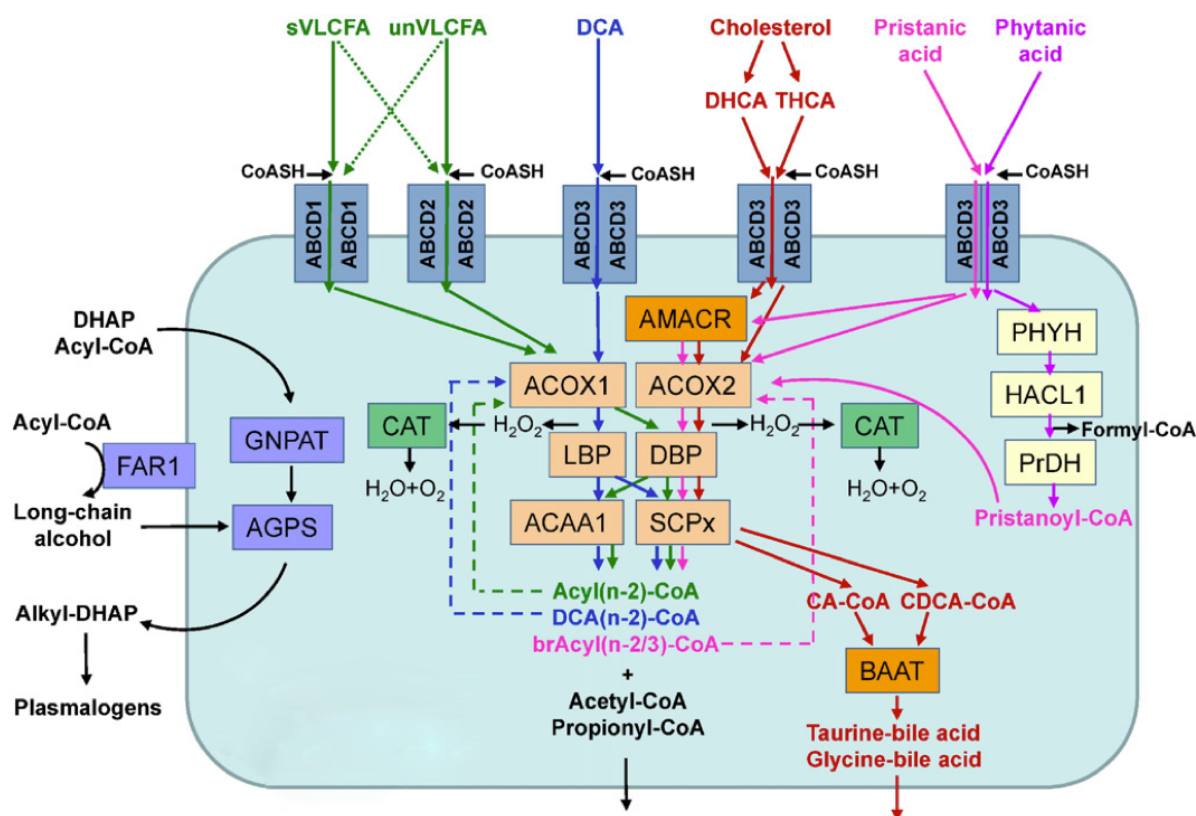 sVLCFA unVLCFA DCA Cholesterol Pristanic acid Phytanic acid
DHCA THCA
CoASH CoASH CoASH CoASH CoASH
ABCD1 ABCD1 ABCD2 ABCD2 ABCD3 ABCD3 ABCD3 ABCD3 ABCD3 ABCD3
DHAP
Acyl-CoA
AMACR
PHYH
ACOX1 ACOX2
HACL1
Acyl-CoA
GNPAT
CAT H₂O₂ H₂O₂ CAT
Formyl-CoA
FAR1
LBP DBP
PrDH
H₂O+O₂ H₂O+O₂
Long-chain
alcohol
AGPS
ACAA1 SCPx
Pristanoyl-CoA
Acyl(n-2)-CoA
DCA(n-2)-CoA
brAcyl(n-2/3)-CoA
CA-CoA CDCA-CoA
Alkyl-DHAP
Plasmalogens
+
Acetyl-CoA
Propionyl-CoA
BAAT
Taurine-bile acid
Glycine-bile acid